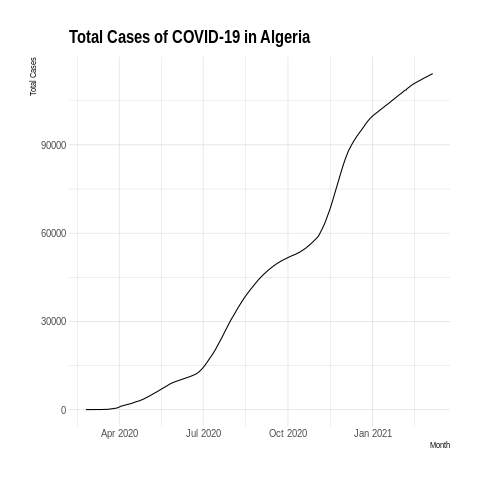 Total Cases of COVID-19 in Algeria
Total Cases
90000
60000
30000
0
Apr 2020 Jul 2020 Oct 2020 Jan 2021
Month